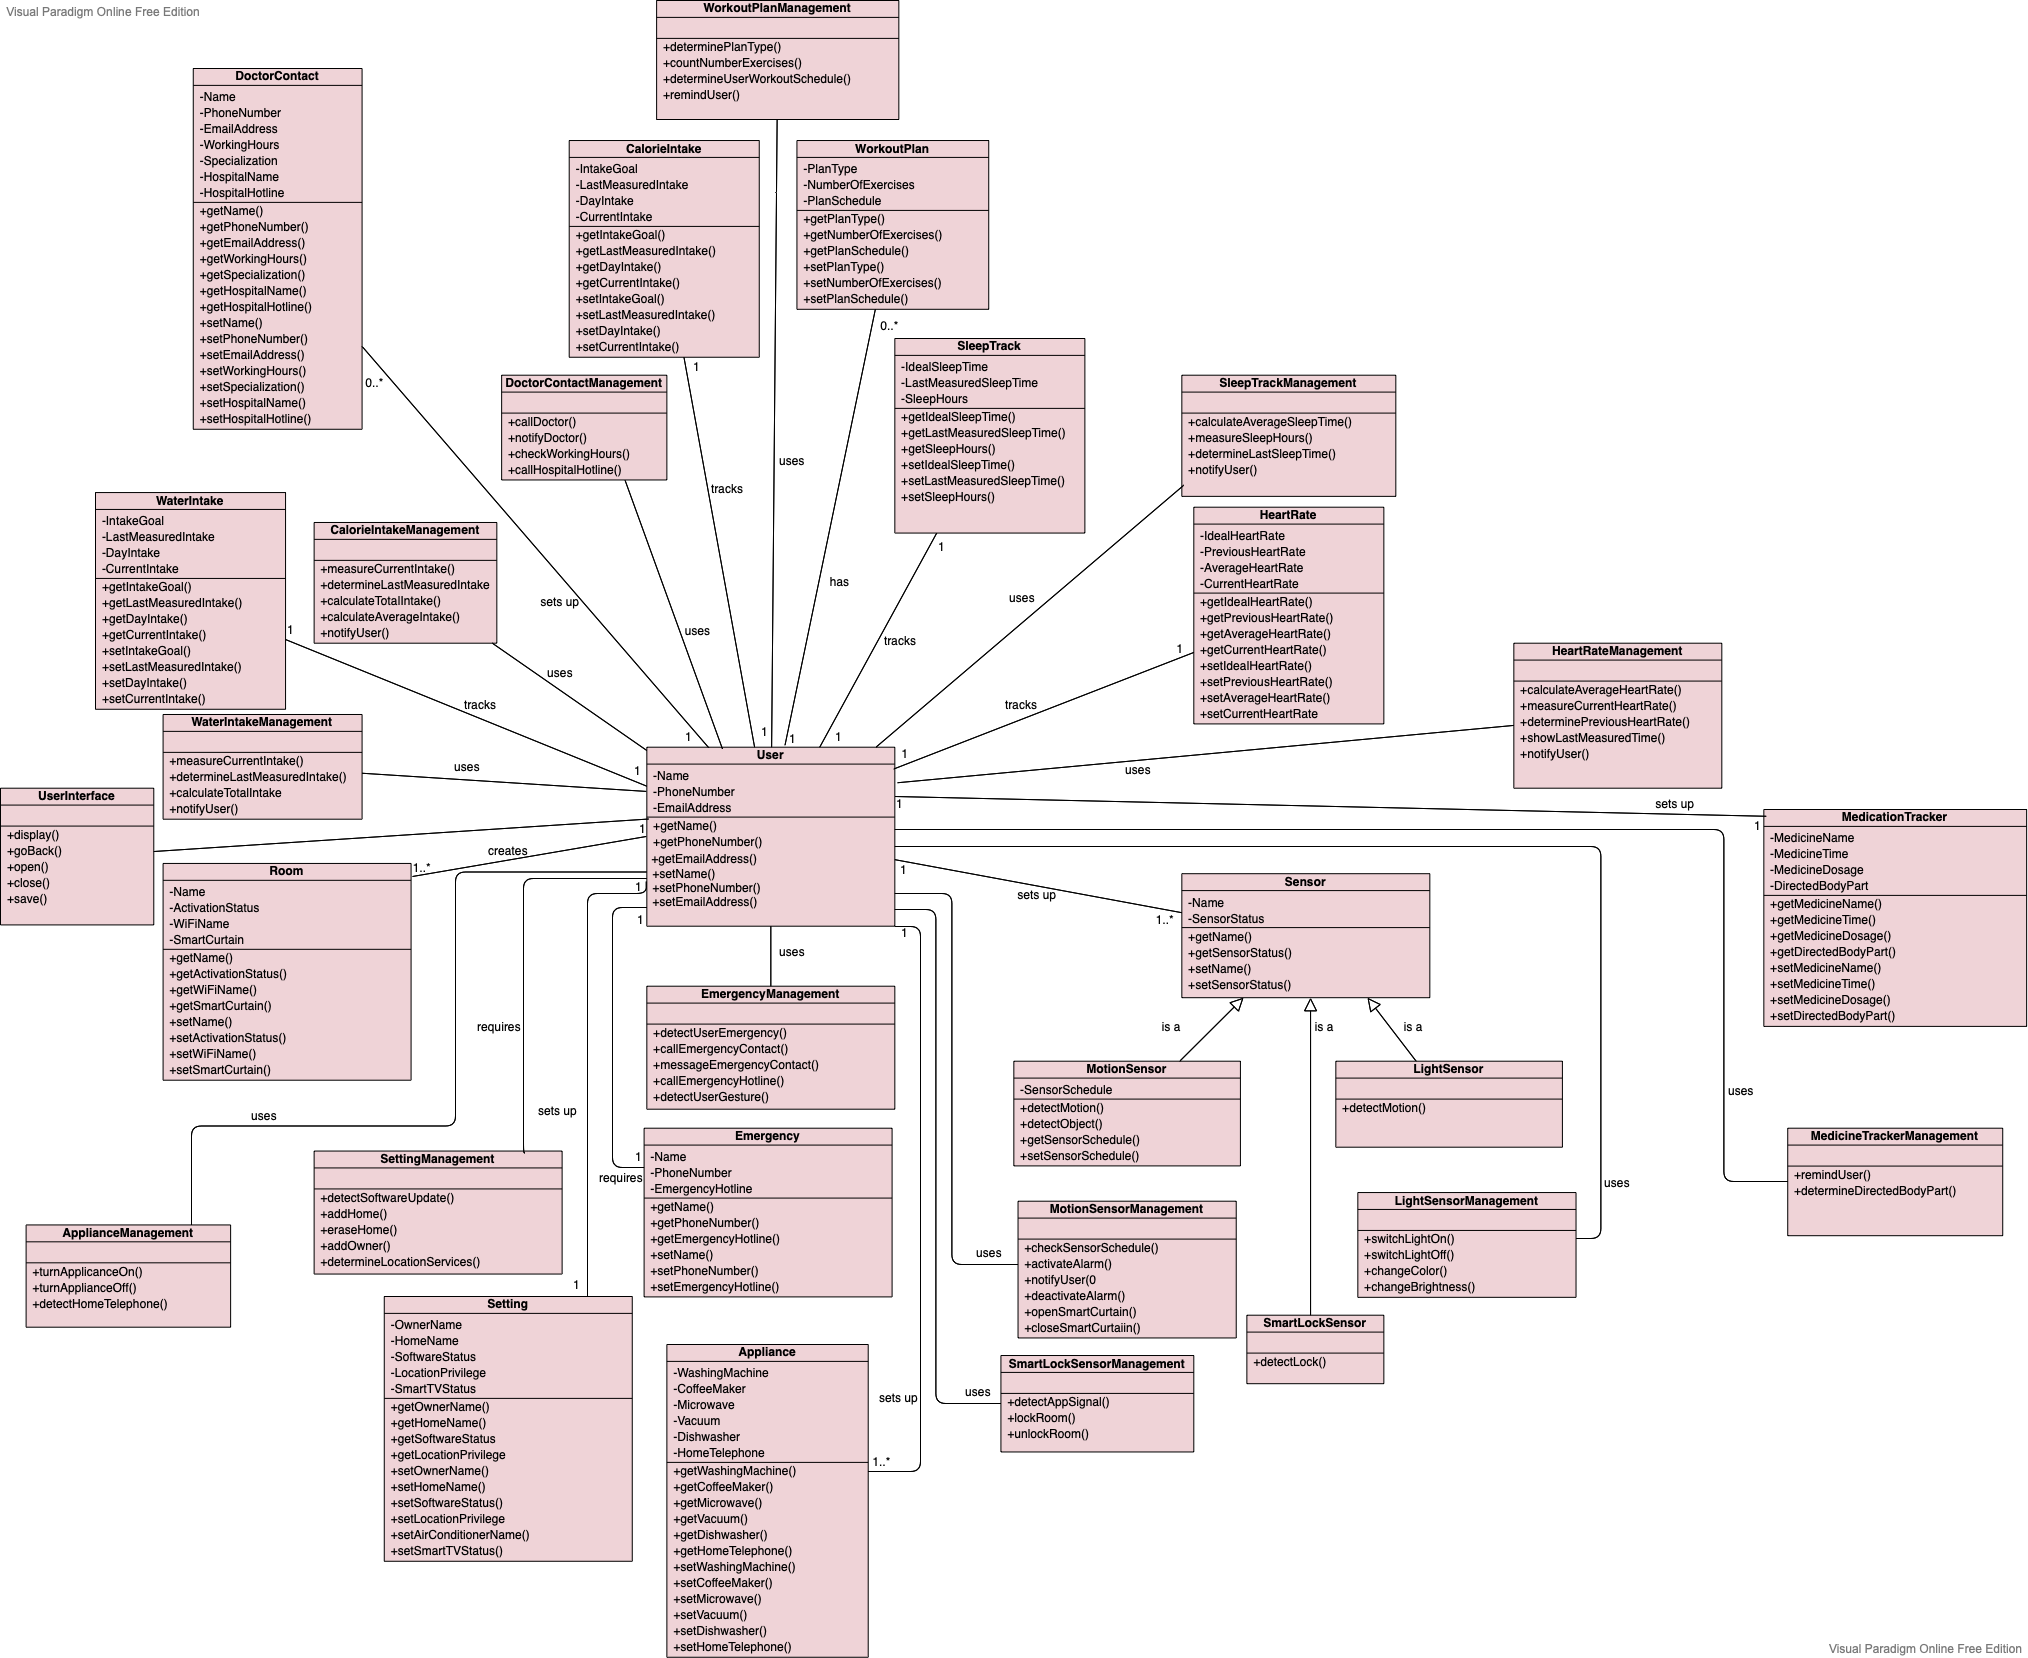 Visual Paradigm Online Free Edition
WorkoutPlanManagement
+determinePlanType()
+countNumberExercises()
+determineUserWorkoutSchedule()
+remindUser()
DoctorContact
-Name
-PhoneNumber
-EmailAddress
-WorkingHours
-Specialization
-HospitalName
-HospitalHotline
+getName()
+getPhoneNumber()
+getEmailAddress()
+getWorkingHours()
+getSpecialization()
+getHospitalName()
+getHospitalHotline()
+setName()
+setPhoneNumber()
+setEmailAddress()
+setWorkingHours()
+setSpecialization()
+setHospitalName()
+setHospitalHotline()
0..*
sets up
1
CalorieIntake
-IntakeGoal
-LastMeasuredIntake
-DayIntake
-CurrentIntake
+getIntakeGoal()
+getLastMeasuredIntake()
+getDayIntake()
+getCurrentIntake()
+setIntakeGoal()
+setLastMeasuredIntake()
+setDayIntake()
+setCurrentIntake()
1
tracks
1
WorkoutPlan
-PlanType
-NumberOfExercises
-PlanSchedule
+getPlanType()
+getNumberOfExercises()
+getPlanSchedule()
+setPlanType()
+setNumberOfExercises()
+setPlanSchedule()
0..*
has
1
uses
DoctorContactManagement
+callDoctor()
+notifyDoctor()
+checkWorkingHours()
+callHospitalHotline()
uses
SleepTrack
-IdealSleepTime
-LastMeasuredSleepTime
-SleepHours
+getIdealSleepTime()
+getLastMeasuredSleepTime()
+getSleepHours()
+setIdealSleepTime()
+setLastMeasuredSleepTime()
+setSleepHours()
1
tracks
1
SleepTrackManagement
+calculateAverageSleepTime()
+measureSleepHours()
+determineLastSleepTime()
+notifyUser()
uses
WaterIntake
-IntakeGoal
-LastMeasuredIntake
-DayIntake
-CurrentIntake
+getIntakeGoal()
+getLastMeasuredIntake()
+getDayIntake()
+getCurrentIntake()
+setIntakeGoal()
+setLastMeasuredIntake()
+setDayIntake()
+setCurrentIntake()
1
tracks
1
CalorieIntakeManagement
+measureCurrentIntake()
+determineLastMeasuredIntake
+calculateTotalIntake()
+calculateAverageIntake()
+notifyUser()
uses
HeartRate
-IdealHeartRate
-PreviousHeartRate
-AverageHeartRate
-CurrentHeartRate
+getIdealHeartRate()
+getPreviousHeartRate()
+getAverageHeartRate()
+getCurrentHeartRate()
+setIdealHeartRate()
+setPreviousHeartRate()
+setAverageHeartRate()
+setCurrentHeartRate
1
tracks
1
HeartRateManagement
+calculateAverageHeartRate()
+measureCurrentHeartRate()
+determinePreviousHeartRate()
+showLastMeasuredTime()
+notifyUser()
uses
WaterIntakeManagement
+measureCurrentIntake()
+determineLastMeasuredIntake()
+calculateTotalIntake
+notifyUser()
uses
User
-Name
-PhoneNumber
-EmailAddress
+getName()
+getPhoneNumber()
+getEmailAddress()
+setName()
+setPhoneNumber()
+setEmailAddress()
UserInterface
+display()
+goBack()
+open()
+close()
+save()
1
sets up
1
MedicationTracker
-MedicineName
-MedicineTime
-MedicineDosage
-DirectedBodyPart
+getMedicineName()
+getMedicineTime()
+getMedicineDosage()
+getDirectedBodyPart()
+setMedicineName()
+setMedicineTime()
+setMedicineDosage()
+setDirectedBodyPart()
1
creates
1..*
Room
-Name
-ActivationStatus
-WiFiName
-SmartCurtain
+getName()
+getActivationStatus()
+getWiFiName()
+getSmartCurtain()
+setName()
+setActivationStatus()
+setWiFiName()
+setSmartCurtain()
1
sets up
1..*
Sensor
-Name
-SensorStatus
+getName()
+getSensorStatus()
+setName()
+setSensorStatus()
is a
is a
is a
uses
EmergencyManagement
+detectUserEmergency()
+callEmergencyContact()
+messageEmergencyContact()
+callEmergencyHotline()
+detectUserGesture()
MotionSensor
-SensorSchedule
+detectMotion()
+detectObject()
+getSensorSchedule()
+setSensorSchedule()
LightSensor
+detectMotion()
uses
requires
1
sets up
1
1
1
requires
1
uses
MedicineTrackerManagement
+remindUser()
+determineDirectedBodyPart()
Emergency
-Name
-PhoneNumber
-EmergencyHotline
+getName()
+getPhoneNumber()
+getEmergencyHotline()
+setName()
+setPhoneNumber()
+setEmergencyHotline()
SettingManagement
+detectSoftwareUpdate()
+addHome()
+eraseHome()
+addOwner()
+determineLocationServices()
LightSensorManagement
+switchLightOn()
+switchLightOff()
+changeColor()
+changeBrightness()
uses
MotionSensorManagement
+checkSensorSchedule()
+activateAlarm()
+notifyUser(0
+deactivateAlarm()
+openSmartCurtain()
+closeSmartCurtaiin()
uses
ApplianceManagement
+turnApplicanceOn()
+turnApplianceOff()
+detectHomeTelephone()
Setting
-OwnerName
-HomeName
-SoftwareStatus
-LocationPrivilege
-SmartTVStatus
+getOwnerName()
+getHomeName()
+getSoftwareStatus
+getLocationPrivilege
+setOwnerName()
+setHomeName()
+setSoftwareStatus()
+setLocationPrivilege
+setAirConditionerName()
+setSmartTVStatus()
SmartLockSensor
+detectLock()
Appliance
-WashingMachine
-CoffeeMaker
-Microwave
-Vacuum
-Dishwasher
-HomeTelephone
+getWashingMachine()
+getCoffeeMaker()
+getMicrowave()
+getVacuum()
+getDishwasher()
+getHomeTelephone()
+setWashingMachine()
+setCoffeeMaker()
+setMicrowave()
+setVacuum()
+setDishwasher()
+setHomeTelephone()
sets up
1..*
SmartLockSensorManagement
+detectAppSignal()
+lockRoom()
+unlockRoom()
uses
Visual Paradigm Online Free Edition